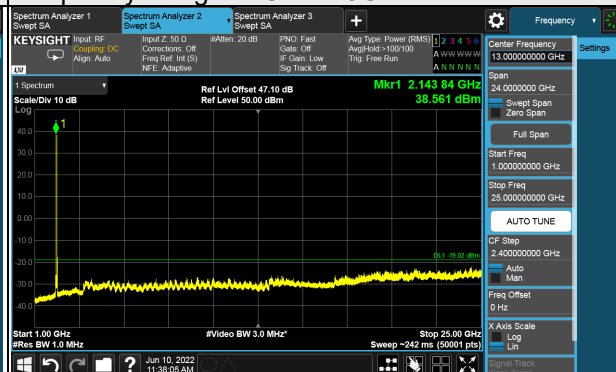 Spectrum Analyzer 1
Swept SA
Spectrum Analyzer 2
Swept SA
Spectrum Analyzer 3
Swept SA
Frequency
KEYSIGHT
Input: RF
Coupling: DC
Align: Auto
Input Z: 50 Ω
Corrections: Off
Freq Ref: Int (S)
NFE: Adaptive
#Atten: 20 dB
PNO: Fast
Gate: Off
IF Gain: Low
Sig Track: Off
Avg Type: Power (RMS)
Avg|Hold:>100/100
Trig: Free Run
1 2 3 4 5 6
A W W W W W
A N N N N N
LXI
Settings
1 Spectrum
Scale/Div 10 dB
Log
Ref Lvl Offset 47.10 dB
Ref Level 50.00 dBm
Mkr1 2.143 84 GHz
38.561 dBm
1
40.0
30.0
20.0
10.0
0.00
-10.0
-20.0
-30.0
-40.0
DL1 -19.02 dBm
Start 1.00 GHz
#Res BW 1.0 MHz
#Video BW 3.0 MHz*
Stop 25.00 GHz
Sweep ~242 ms (50001 pts)
Jun 10, 2022
11:38:05 AM
Center Frequency
13.000000000 GHz
Span
24.0000000 GHz
Swept Span
Zero Span
Full Span
Start Freq
1.000000000 GHz
Stop Freq
25.000000000 GHz
AUTO TUNE
CF Step
2.400000000 GHz
Auto
Man
Freq Offset
0 Hz
X Axis Scale
Log
Lin
Signal Track